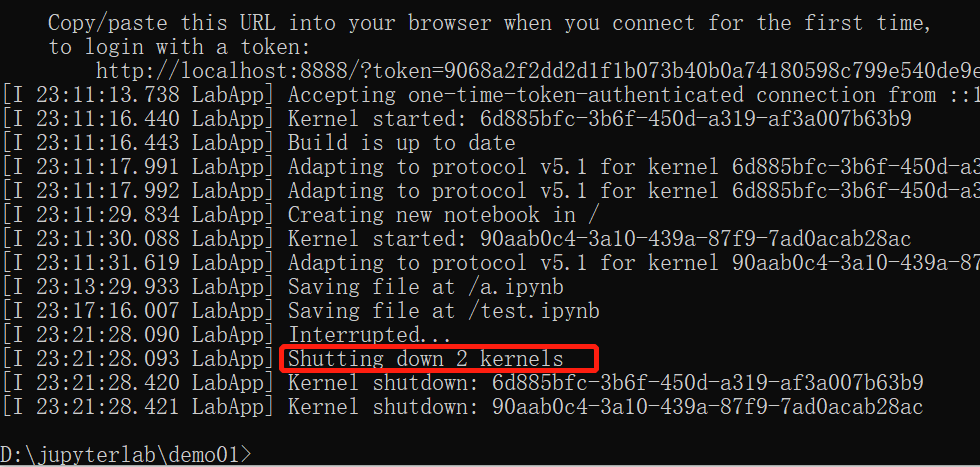 Copy/paste this URL into your browser when you connect for the first time,
to login with a token:
http://localhost:8888/?token=9068a2f2dd2d1f1b073b40b0a74180598c799e540de9e
[I 23:11:13.738 LabApp] Accepting one-time-token-authenticated connection from ::1
[I 23:11:16.440 LabApp] Kernel started: 6d885bfc-3b6f-450d-a319-af3a007b63b9
[I 23:11:16.443 LabApp] Build is up to date
[I 23:11:17.991 LabApp] Adapting to protocol v5.1 for kernel 6d885bfc-3b6f-450d-a3
[I 23:11:17.992 LabApp] Adapting to protocol v5.1 for kernel 6d885bfc-3b6f-450d-a3
[I 23:11:29.834 LabApp] Creating new notebook in /
[I 23:11:30.088 LabApp] Kernel started: 90aab0c4-3a10-439a-87f9-7ad0acab28ac
[I 23:11:31.619 LabApp] Adapting to protocol v5.1 for kernel 90aab0c4-3a10-439a-87
[I 23:13:29.933 LabApp] Saving file at /a.ipynb
[I 23:17:16.007 LabApp] Saving file at /test.ipynb
[I 23:21:28.090 LabApp] Interrupted...
[I 23:21:28.093 LabApp] Shutting down 2 kernels
[I 23:21:28.420 LabApp] Kernel shutdown: 6d885bfc-3b6f-450d-a319-af3a007b63b9
[I 23:21:28.421 LabApp] Kernel shutdown: 90aab0c4-3a10-439a-87f9-7ad0acab28ac
D:\jupyterlab\demo01>